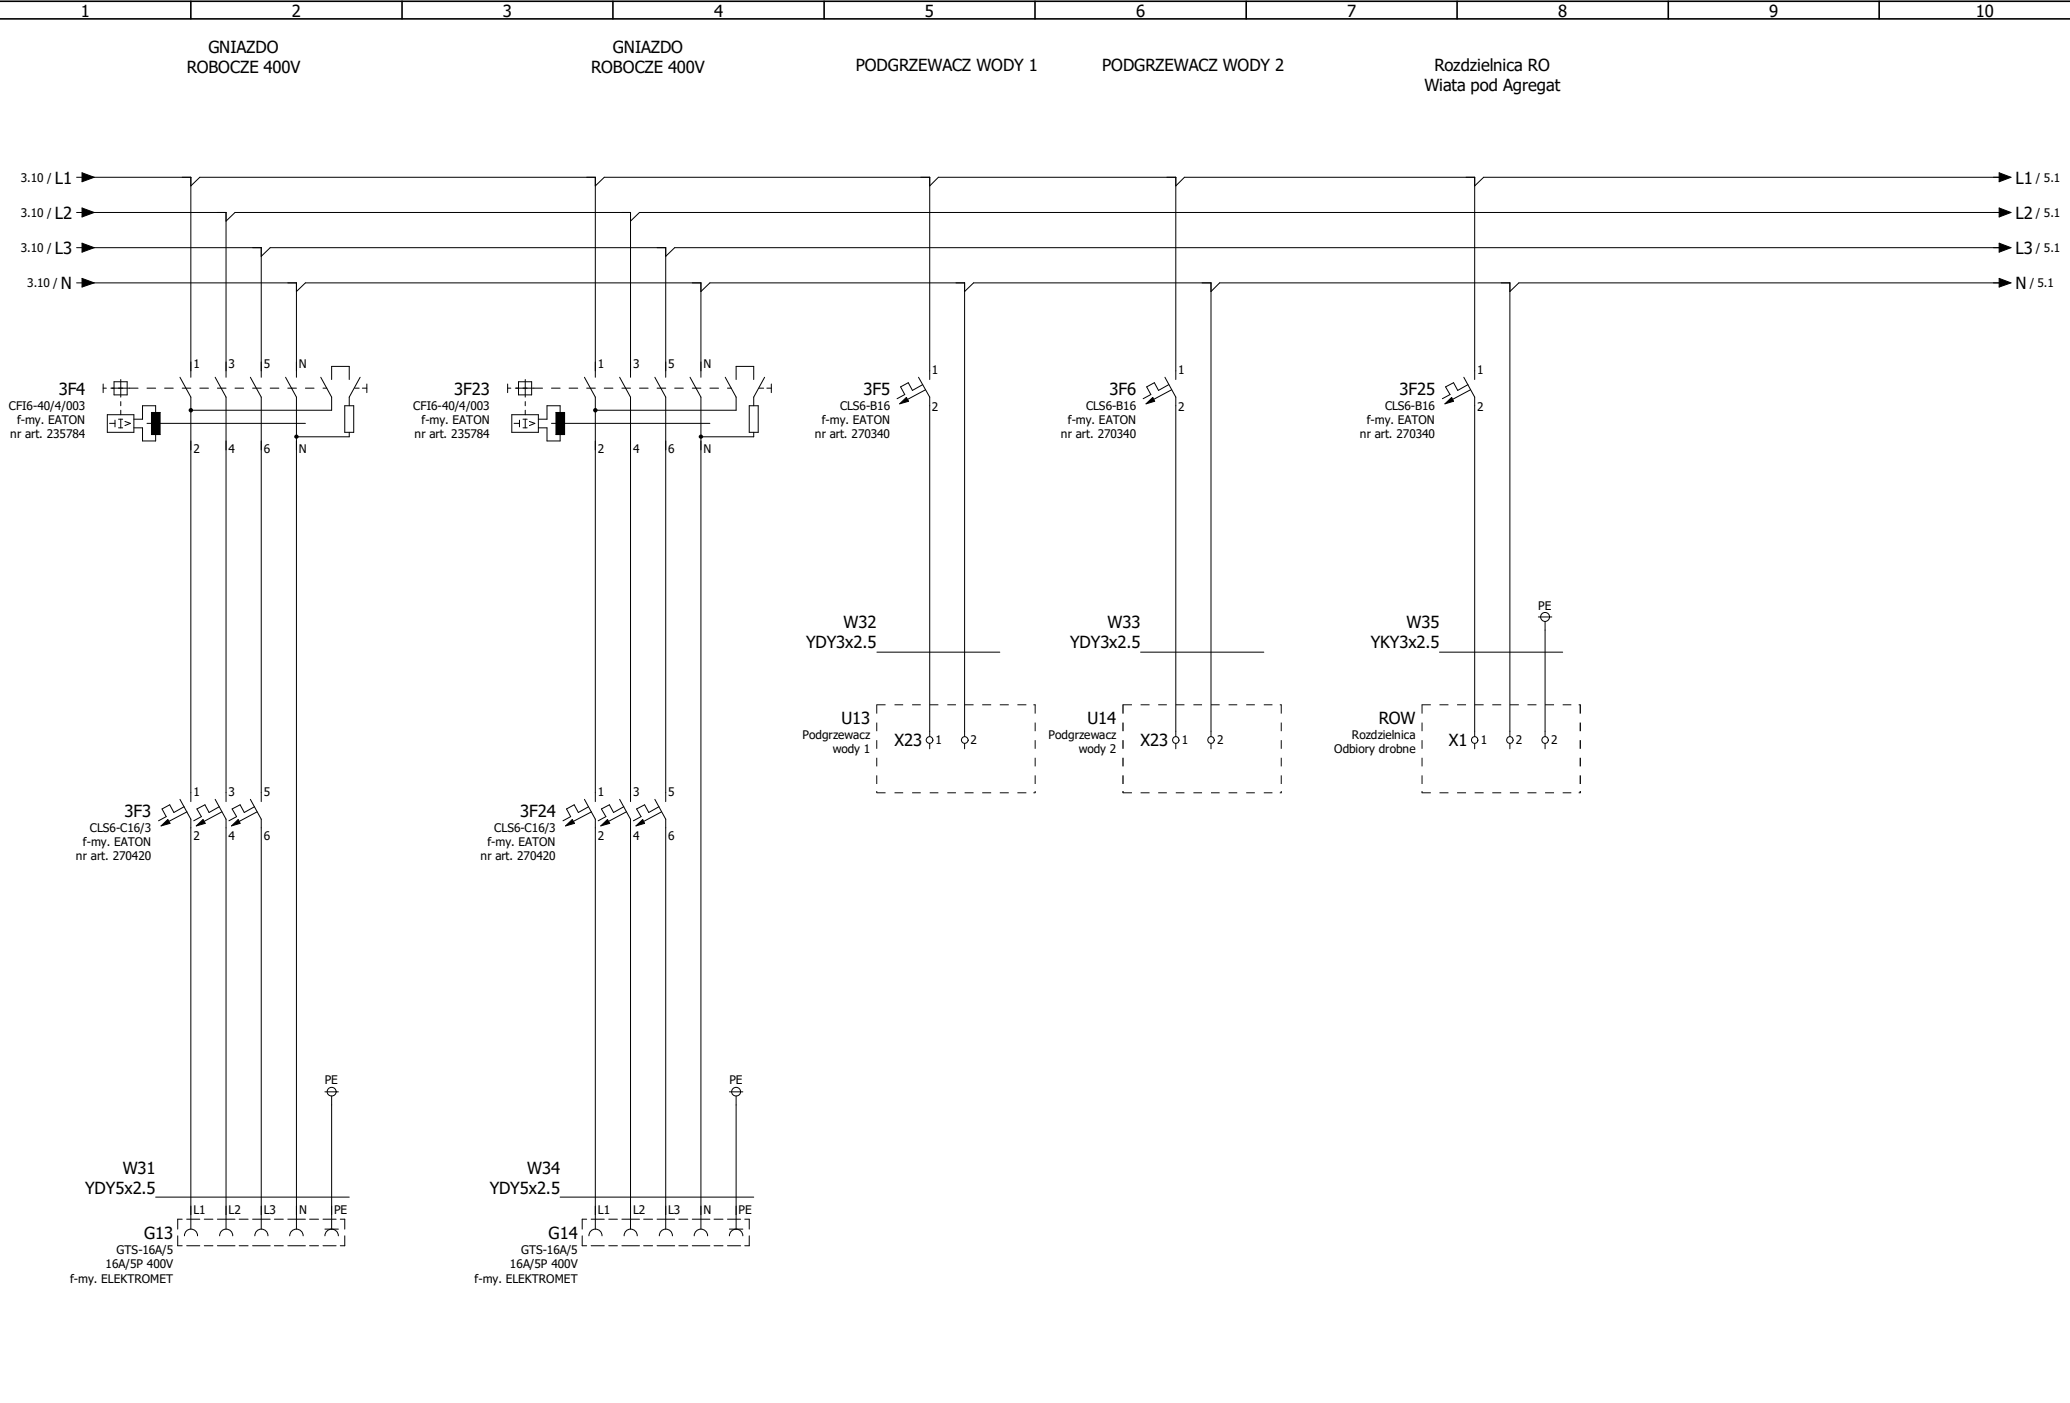 1 2 3 4 5 6 7 8 9 10
GNIAZDO
ROBOCZE 400V
GNIAZDO
ROBOCZE 400V
PODGRZEWACZ WODY 1
PODGRZEWACZ WODY 2
Rozdzielnica RO
Wiata pod Agregat
3.10 / L1
L1 / 5.1
3.10 / L2
L2 / 5.1
3.10 / L3
L3 / 5.1
3.10 / N
N / 5.1
3F4
CFI6-40/4/003
f-my. EATON
nr art. 235784
1 3 5 N
I>
2 4 6 N
3F23
CFI6-40/4/003
f-my. EATON
nr art. 235784
1 3 5 N
I>
2 4 6 N
3F5
CLS6-B16
f-my. EATON
nr art. 270340
1
2
3F6
CLS6-B16
f-my. EATON
nr art. 270340
1
2
3F25
CLS6-B16
f-my. EATON
nr art. 270340
1
2
W32
YDY3x2.5
W33
YDY3x2.5
W35
YKY3x2.5
PE
U13
Podgrzewacz
wody 1
X23 1 2
U14
Podgrzewacz
wody 2
X23 1 2
ROW
Rozdzielnica
Odbiory drobne
X1 1 2 2
3F3
CLS6-C16/3
f-my. EATON
nr art. 270420
1 3 5
2 4 6
3F24
CLS6-C16/3
f-my. EATON
nr art. 270420
1 3 5
2 4 6
PE
PE
W31
YDY5x2.5
L1 L2 L3 N PE
G13
GTS-16A/5
16A/5P 400V
f-my. ELEKTROMET
W34
YDY5x2.5
L1 L2 L3 N PE
G14
GTS-16A/5
16A/5P 400V
f-my. ELEKTROMET